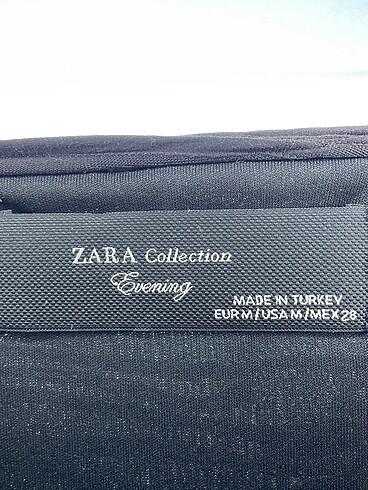 ZARA Collection
Evening
MADE IN TURKEY
EUR M / USA M / MEX 28